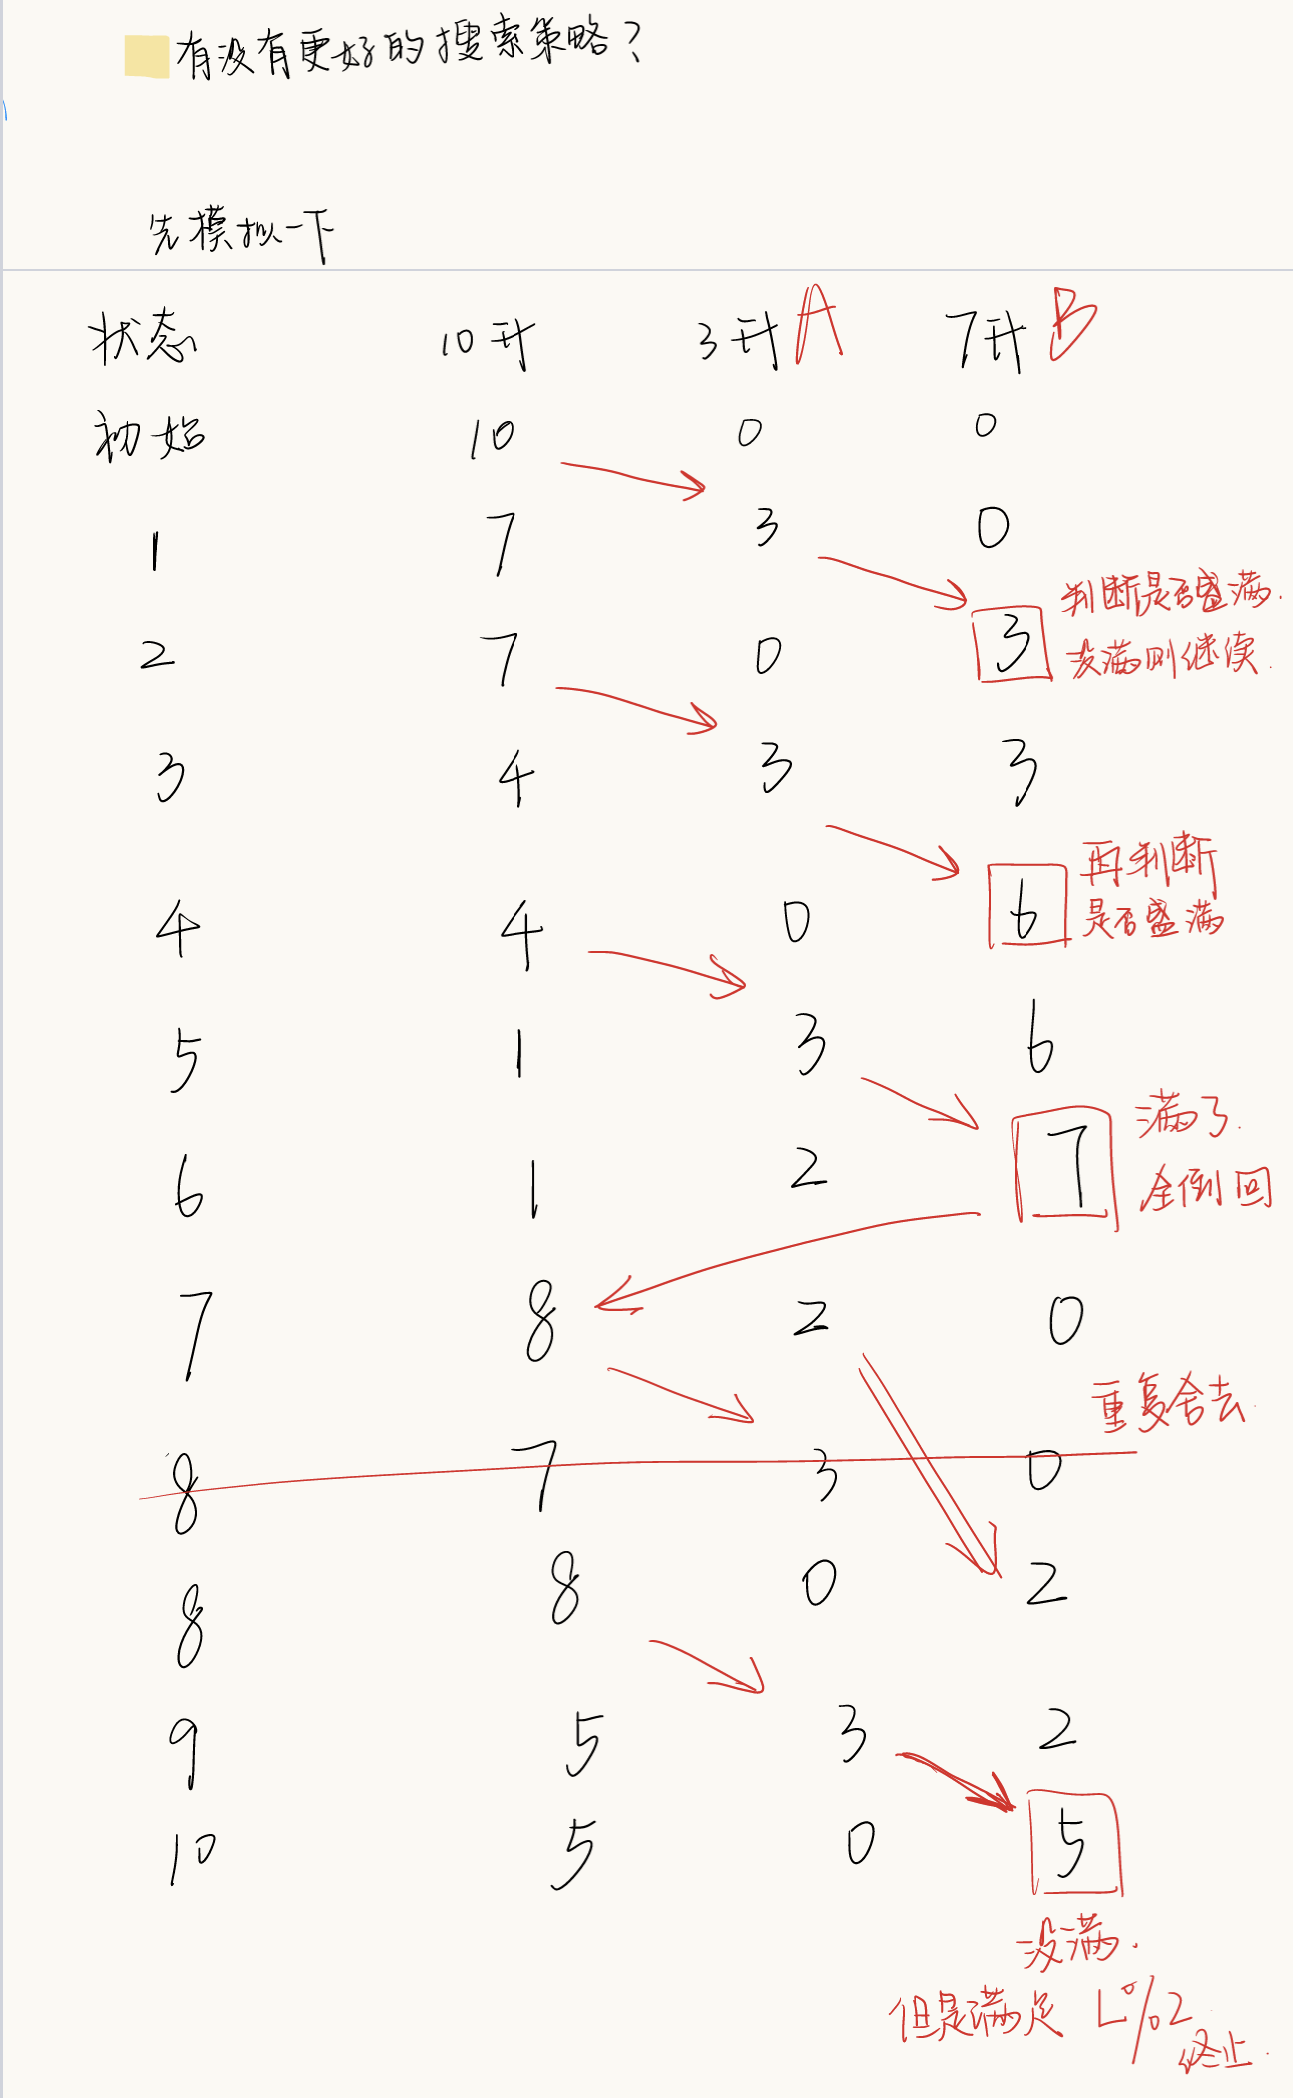 有没有更好的搜索策略？
先模拟一下
状态 10升 3升 A 7升 B
初始 10 0 0
1 7 3 0
判断是否盛满.
2 7 0 3
没满则继续.
3 4 3 3
再判断
4 4 0 6
是否盛满
5 1 3 6
满了.
6 1 2 7
全倒回
7 8 2 0
重复舍去.
8 7 3 0
8 8 0 2
9 5 3 2
10 5 0 5
没满.
但是满足 L%2
终止.